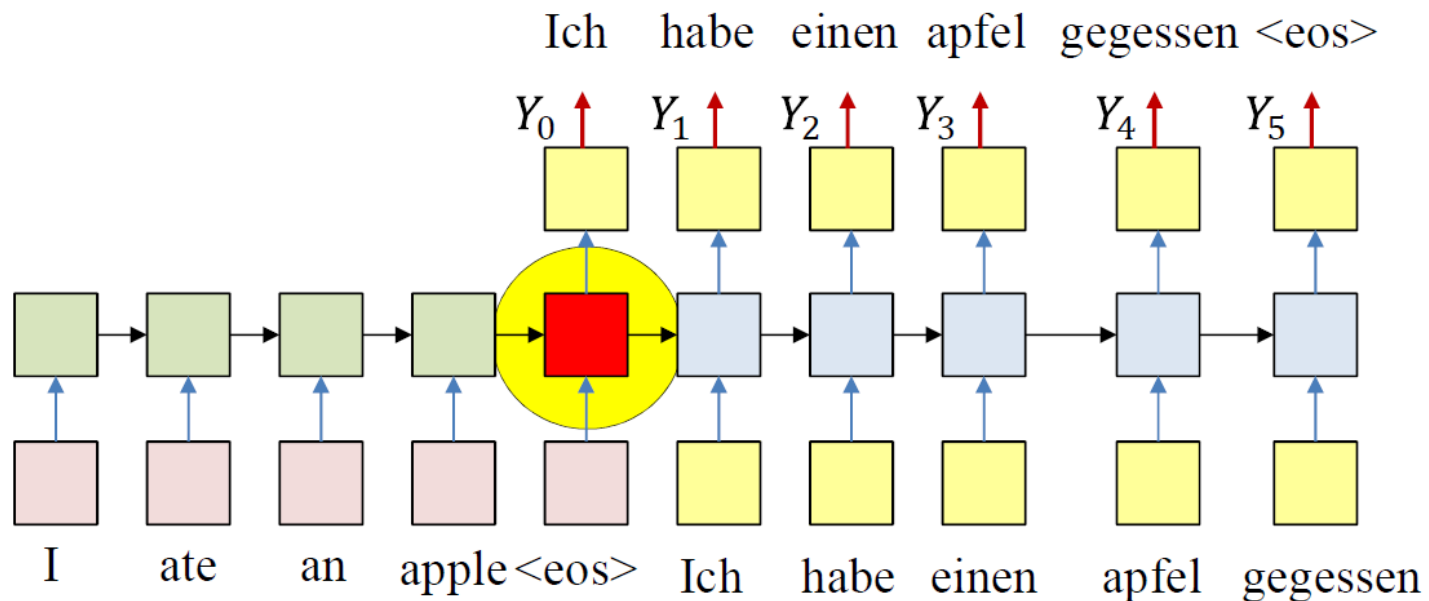 Ich habe einen apfel gegessen <eos>
Y₀ Y₁ Y₂ Y₃ Y₄ Y₅
I ate an apple <eos> Ich habe einen apfel gegessen